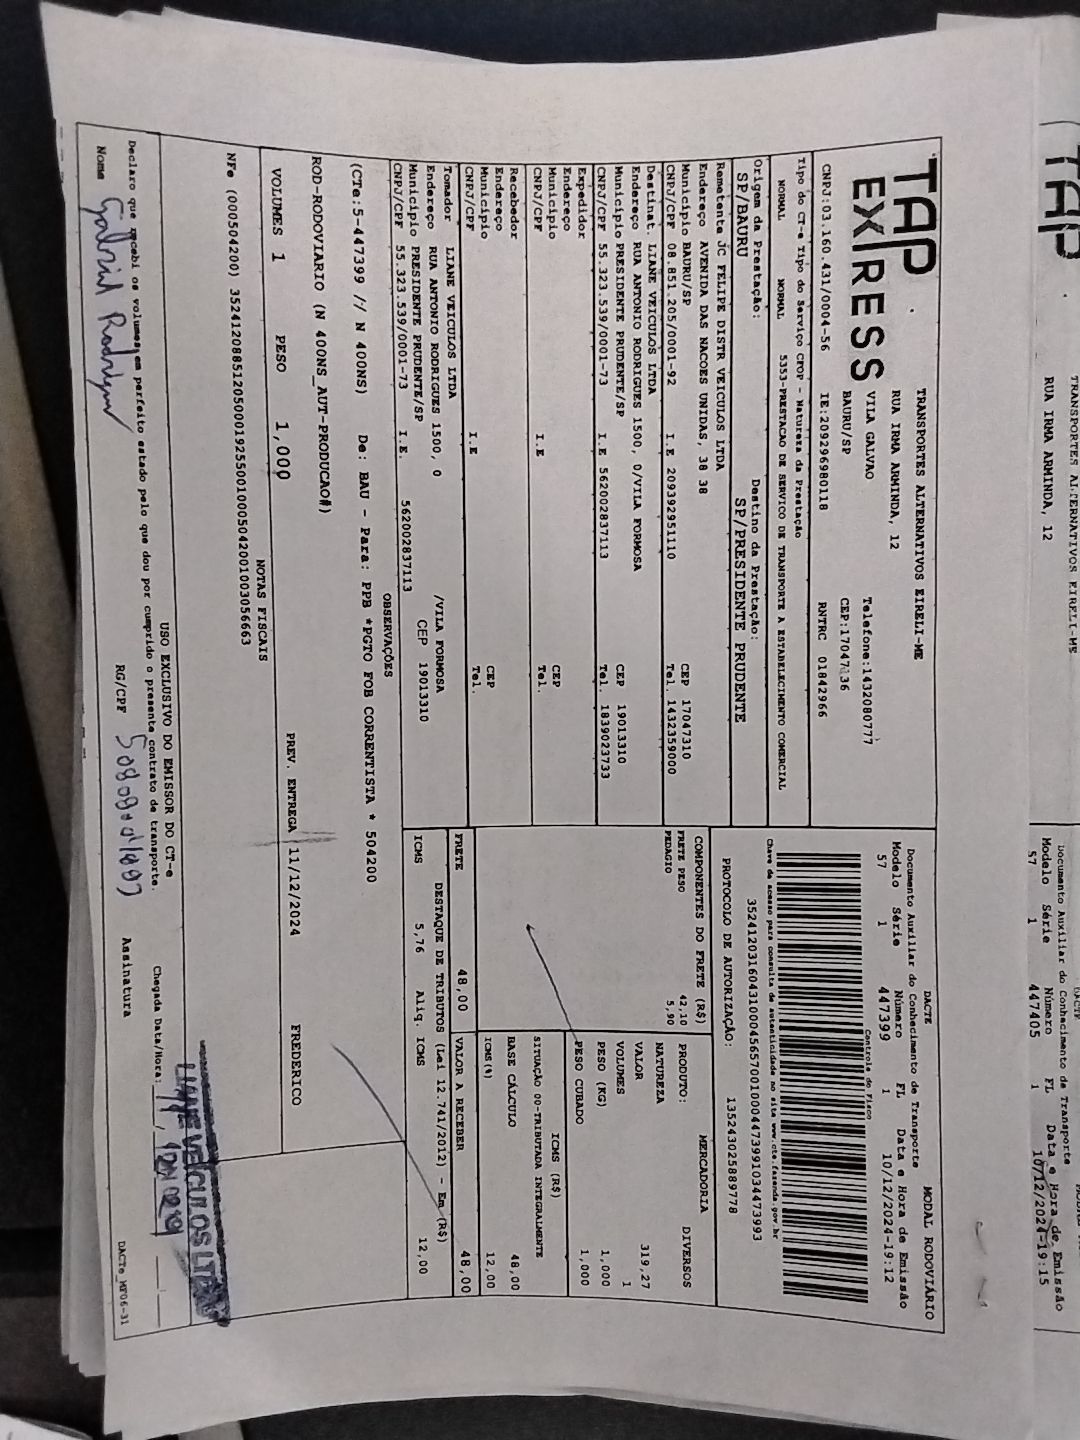 TAP
EXPRESS
TRANSPORTES ALTERNATIVOS EIRELI-ME
RUA IRMA ARMINDA, 12
VILA GALVAO
BAURU/SP
Telefone:1432080777
CEP:17047136
CNPJ:03.160.431/0004-56 IE:209296980118 RNTRC 01842966
Tipo do CT-e Tipo do Serviço CFOP - Natureza da Prestação
NORMAL NORMAL 5353-PRESTACAO DE SERVICO DE TRANSPORTE A ESTABELECIMENTO COMERCIAL
Origem da Prestação: Destino da Prestação:
SP/BAURU SP/PRESIDENTE PRUDENTE
Remetente JC FELIPE DISTR VEICULOS LTDA
Endereço AVENIDA DAS NACOES UNIDAS, 38 38
Município BAURU/SP CEP 17047310
CNPJ/CPF 08.851.205/0001-92 I.E 209392951110 Tel. 1432359000
Destinat. LIANE VEICULOS LTDA
Endereço RUA ANTONIO RODRIGUES 1500, 0/VILA FORMOSA
Município PRESIDENTE PRUDENTE/SP CEP 19013310
CNPJ/CPF 55.323.539/0001-73 I.E 562002837113 Tel. 1839023733
Expedidor
Endereço
Município CEP
CNPJ/CPF I.E Tel.
Recebedor
Endereço
Município CEP
CNPJ/CPF I.E Tel.
Tomador LIANE VEICULOS LTDA
Endereço RUA ANTONIO RODRIGUES 1500, 0 /VILA FORMOSA
Município PRESIDENTE PRUDENTE/SP CEP 19013310
CNPJ/CPF 55.323.539/0001-73 I.E. 562002837113
DACTE MODAL RODOVIÁRIO
Documento Auxiliar do Conhecimento de Transporte
Modelo Série Número FL Data e Hora de Emissão
57 1 447399 1 10/12/2024-19:12
Controle do Fisco
Chave de acesso para consulta de autenticidade no site www.cte.fazenda.gov.br
35241203160431000456570010004473991034473993
PROTOCOLO DE AUTORIZAÇÃO: 135243025889778
COMPONENTES DO FRETE (R$)
FRETE PESO 42,10
PEDAGIO 5,90
MERCADORIA
PRODUTO: DIVERSOS
NATUREZA
VALOR 319,27
VOLUMES 1
PESO (KG) 1,000
PESO CUBADO 1,000
ICMS (R$)
SITUAÇÃO 00-TRIBUTADA INTEGRALMENTE
BASE CÁLCULO 48,00
ICMS(%) 12,00
FRETE 48,00 VALOR A RECEBER 48,00
DESTAQUE DE TRIBUTOS (Lei 12.741/2012) - Em (R$)
ICMS 5,76 Aliq. ICMS 12,00
OBSERVAÇÕES
(CTe:5-447399 // N 400NS) De: BAU - Para: PPB *PGTO FOB CORRENTISTA * 504200
ROD-RODOVIARIO (N 400NS_AUT-PRODUCAO#)
VOLUMES 1 PESO 1,000 PREV. ENTREGA 11/12/2024 FREDERICO
NOTAS FISCAIS
NFe (000504200) 35241208851205000192550010005042001003056663
USO EXCLUSIVO DO EMISSOR DO CT-e
LIANE VEICULOS LTDA
Declaro que recebi os volumes em perfeito estado pelo que dou por cumprido o presente contrato de transporte. Chegada Data/Hora:
Nome Gabriel Rodrigues RG/CPF Assinatura
DACTe MF06-31
TAP
TRANSPORTES ALTERNATIVOS EIRELI-ME
RUA IRMA ARMINDA, 12
DACTE
Documento Auxiliar do Conhecimento de Transporte
Modelo Série Número FL Data e Hora de Emissão
57 1 447405 1 10/12/2024-19:15